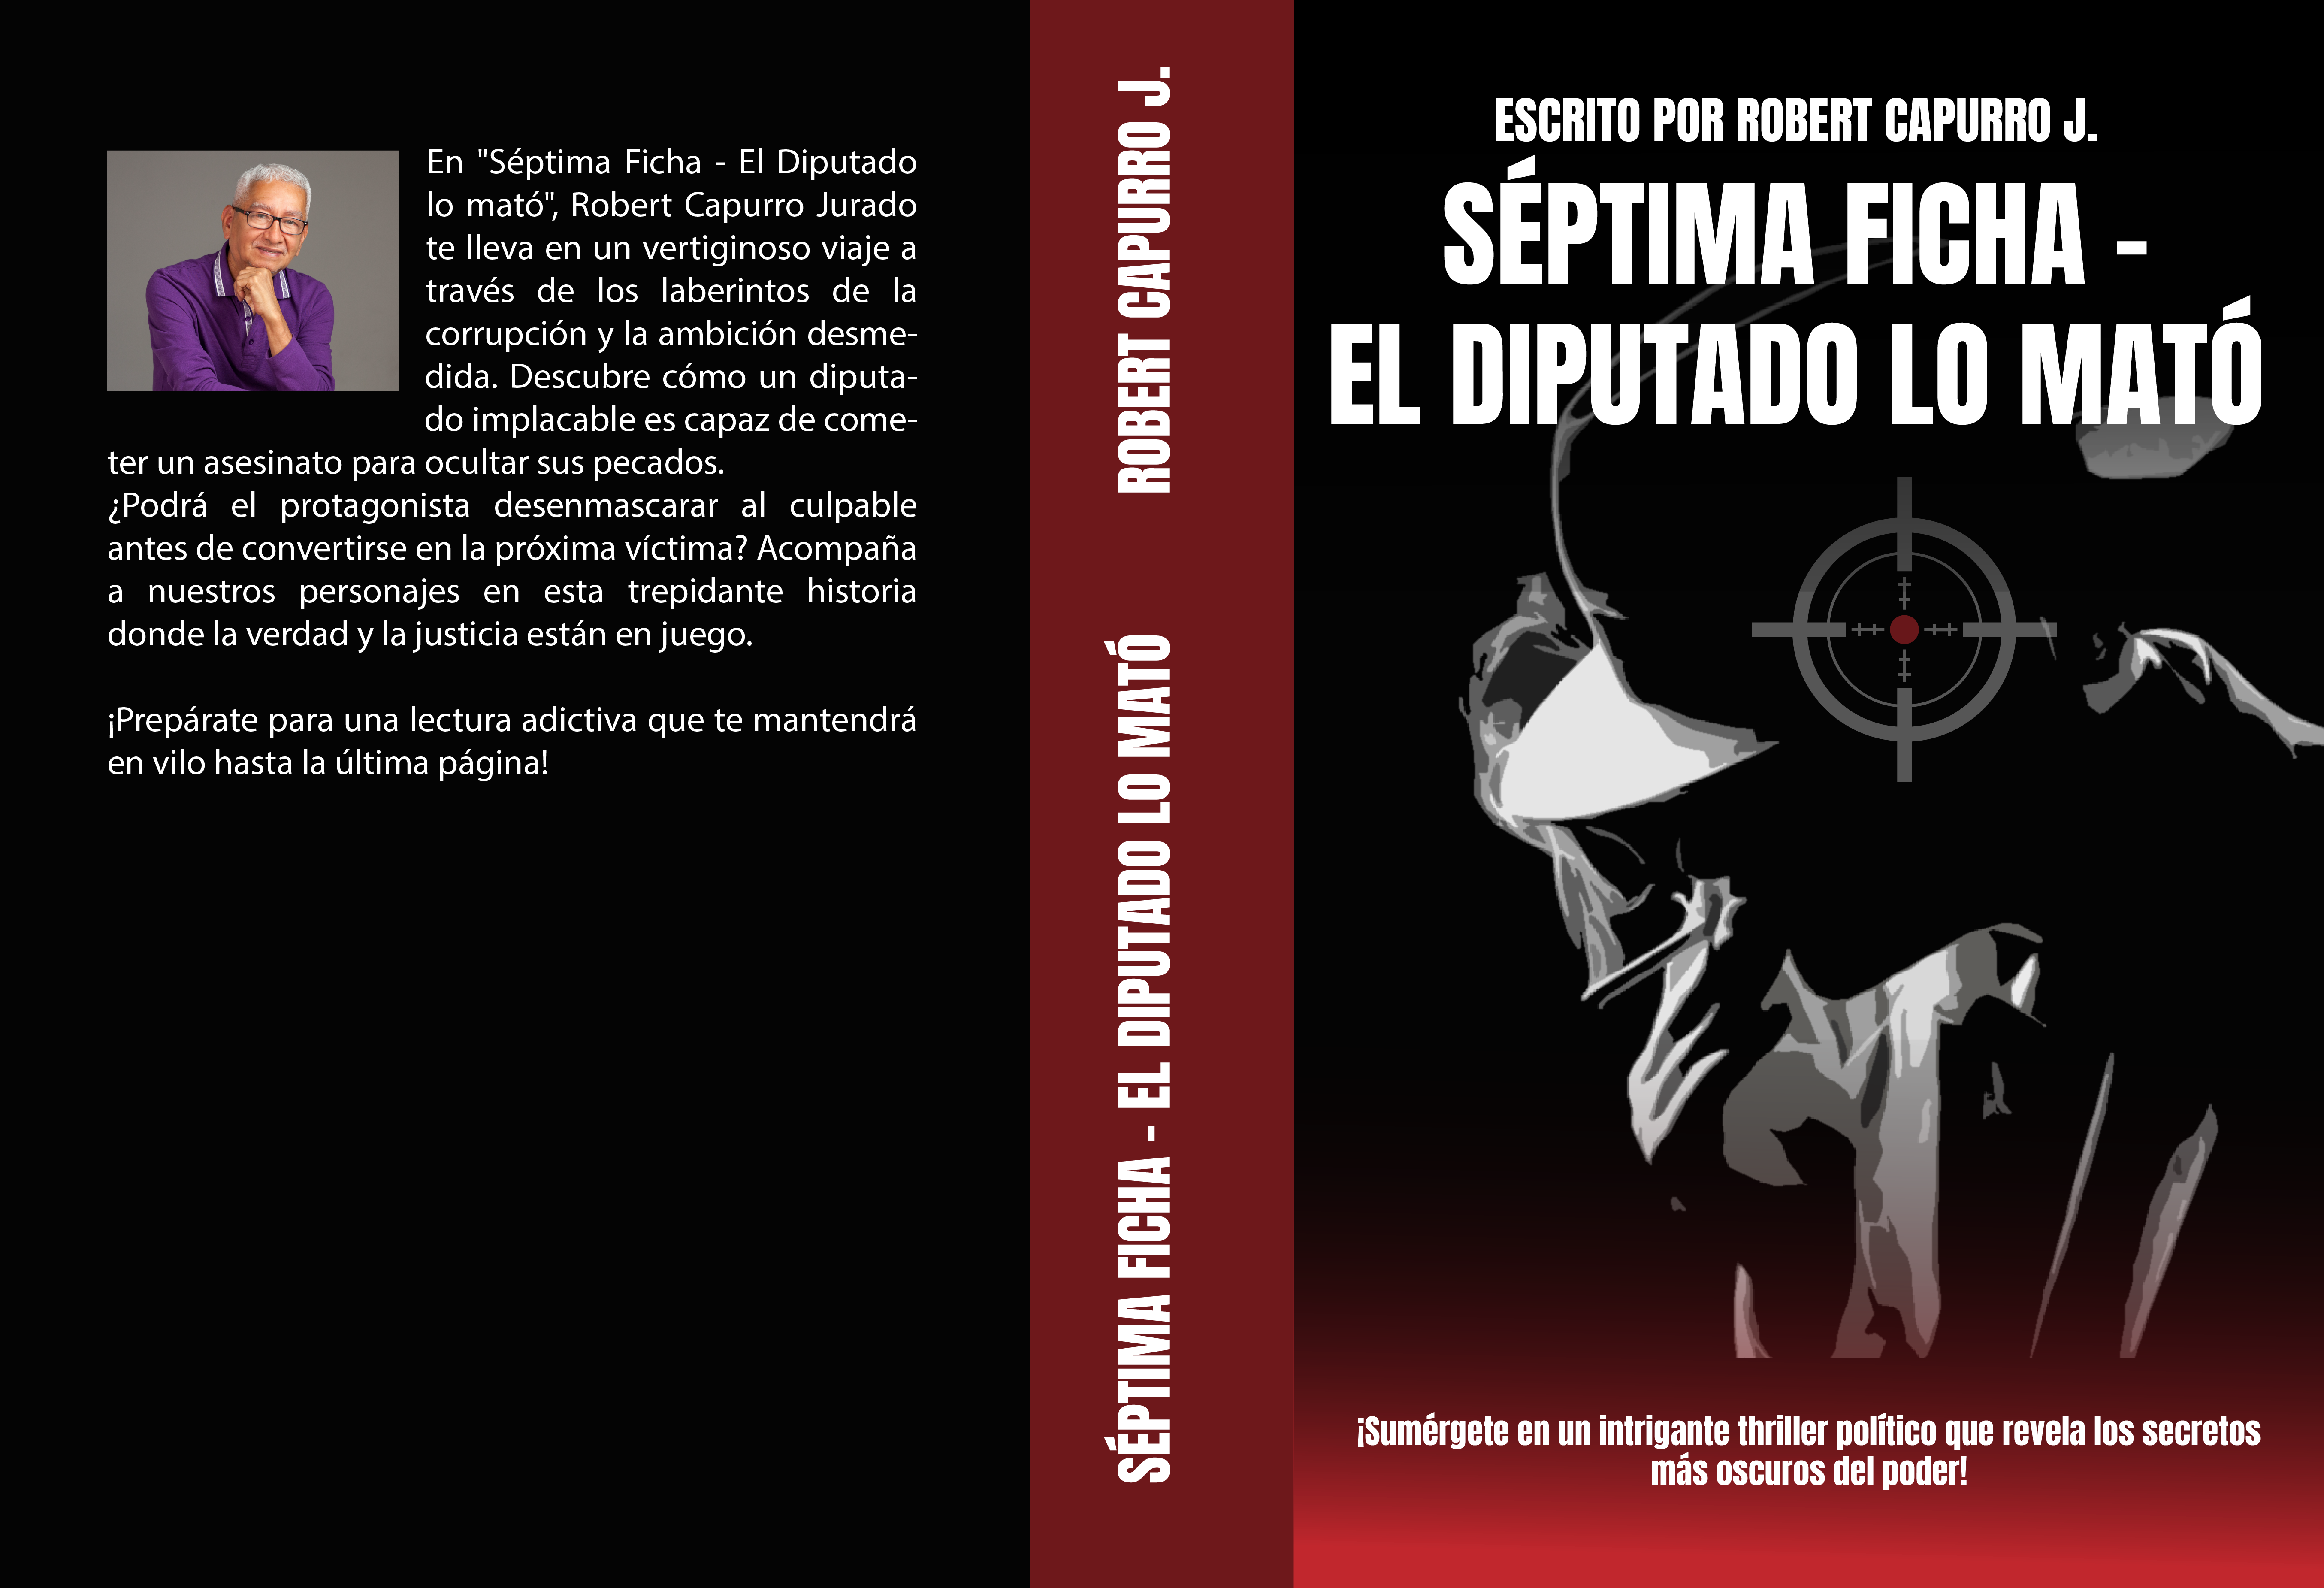 En "Séptima Ficha - El Diputado
lo mató", Robert Capurro Jurado
te lleva en un vertiginoso viaje a
través de los laberintos de la
corrupción y la ambición desme-
dida. Descubre cómo un diputa-
do implacable es capaz de come-
ter un asesinato para ocultar sus pecados.
¿Podrá el protagonista desenmascarar al culpable
antes de convertirse en la próxima víctima? Acompaña
a nuestros personajes en esta trepidante historia
donde la verdad y la justicia están en juego.
¡Prepárate para una lectura adictiva que te mantendrá
en vilo hasta la última página!
SÉPTIMA FICHA - EL DIPUTADO LO MATÓ
ROBERT CAPURRO J.
ESCRITO POR ROBERT CAPURRO J.
SÉPTIMA FICHA -
EL DIPUTADO LO MATÓ
¡Sumérgete en un intrigante thriller político que revela los secretos
más oscuros del poder!